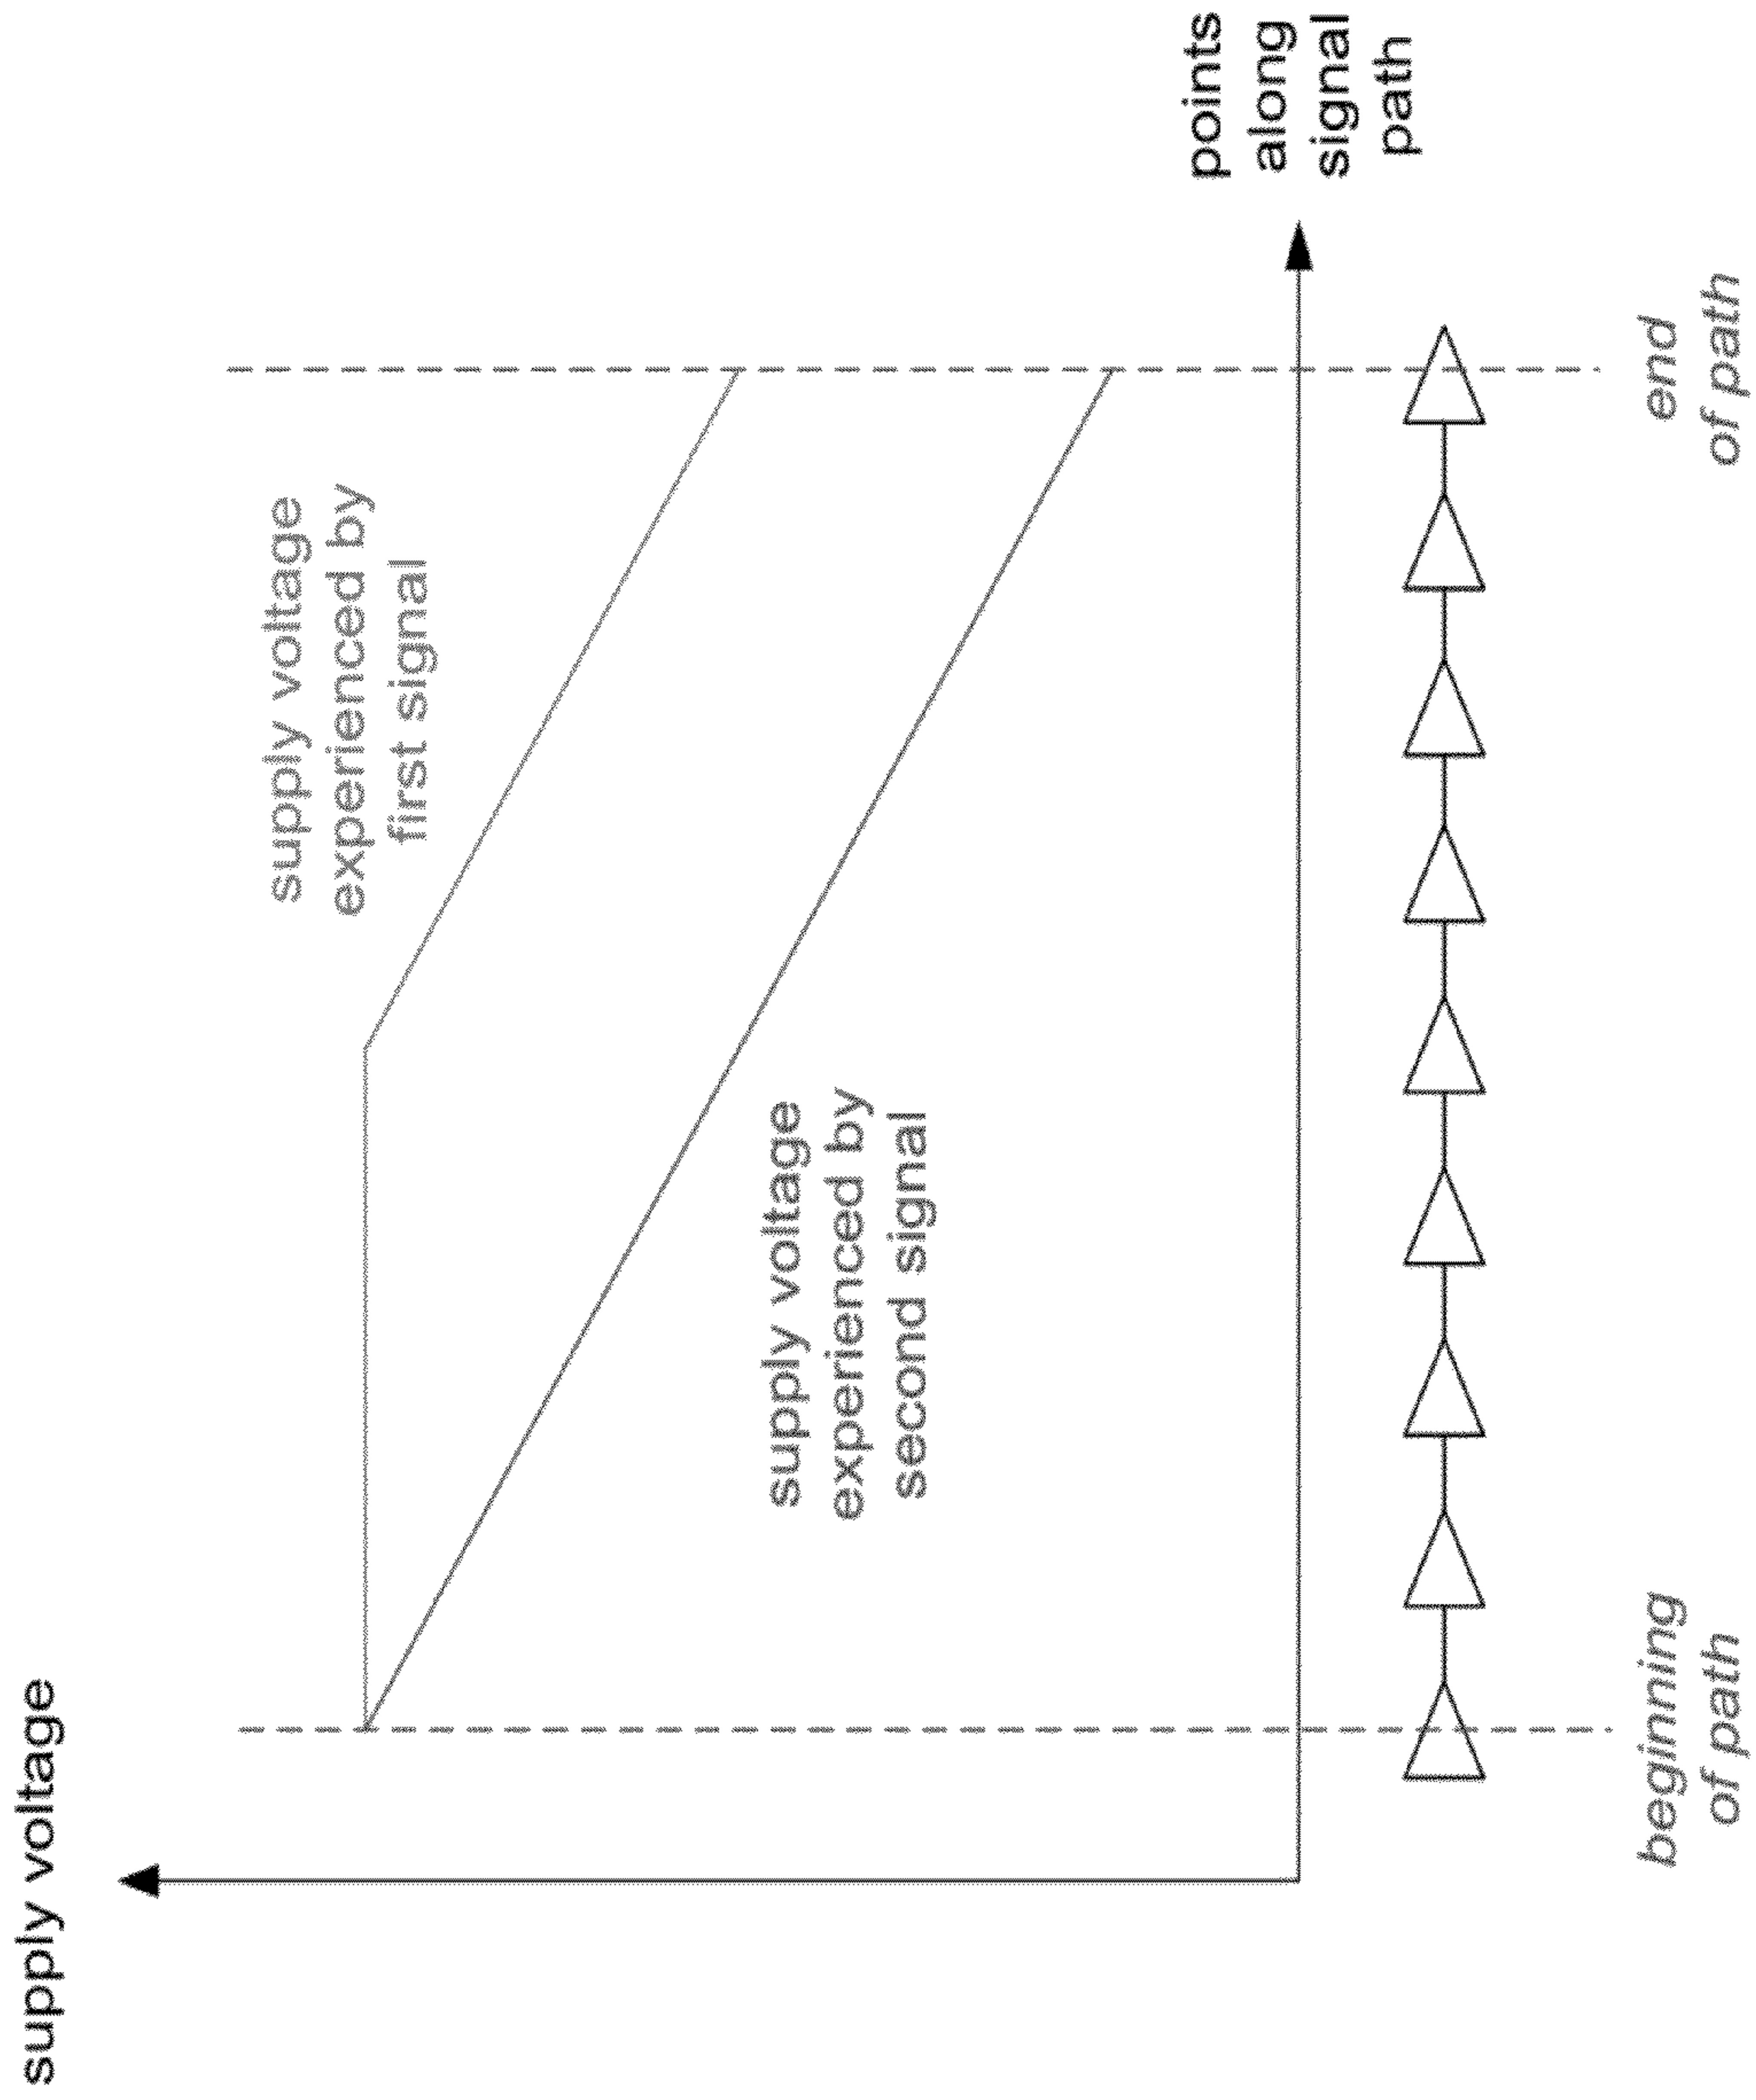 supply voltage
supply voltage
experienced by
first signal
supply voltage
experienced by
second signal
points
along
signal
path
beginning
of path
end
of path